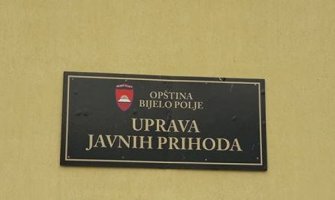 OPŠTINA
BIJELO POLJE
UPRAVA
JAVNIH PRIHODA